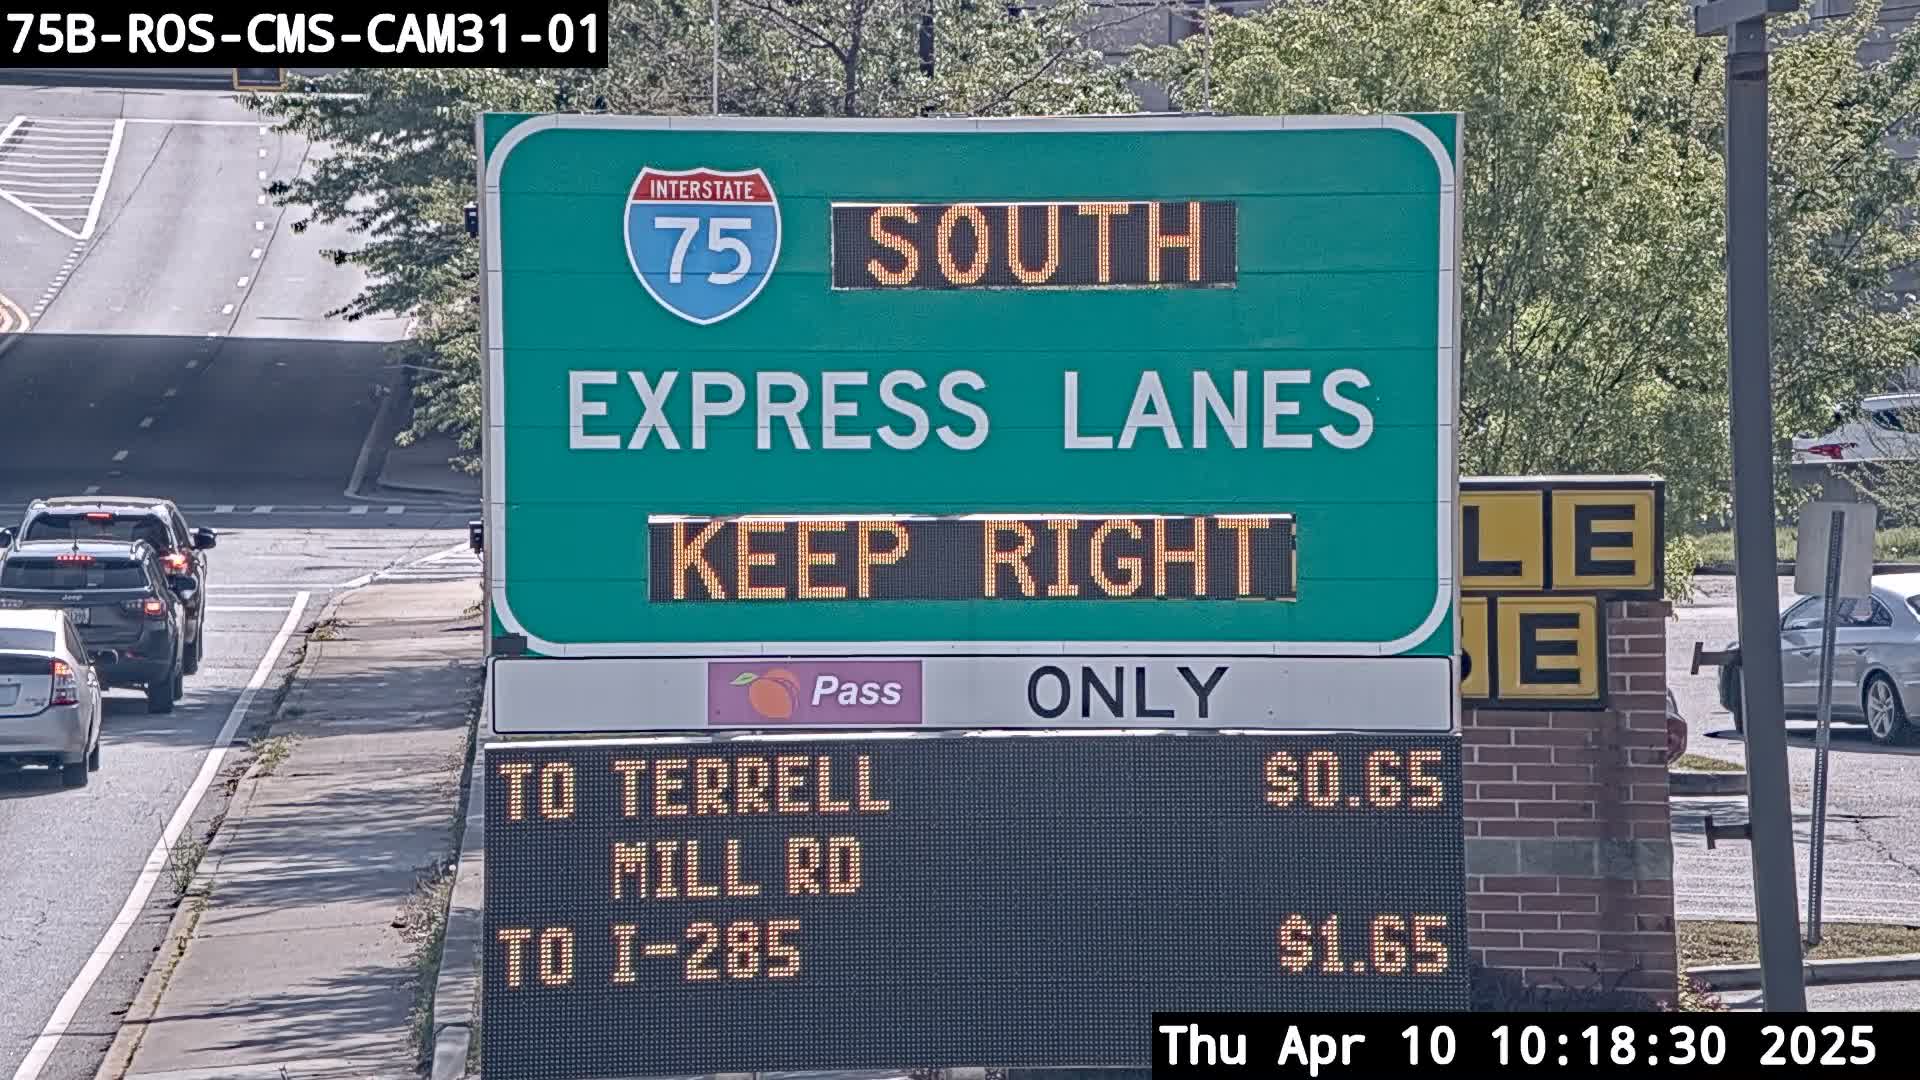 75B-ROS-CMS-CAM31-01
INTERSTATE
75
SOUTH
EXPRESS LANES
KEEP RIGHT
LE
E
Pass ONLY
TO TERRELL $0.65
MILL RD
TO I-285 $1.65
Thu Apr 10 10:18:30 2025